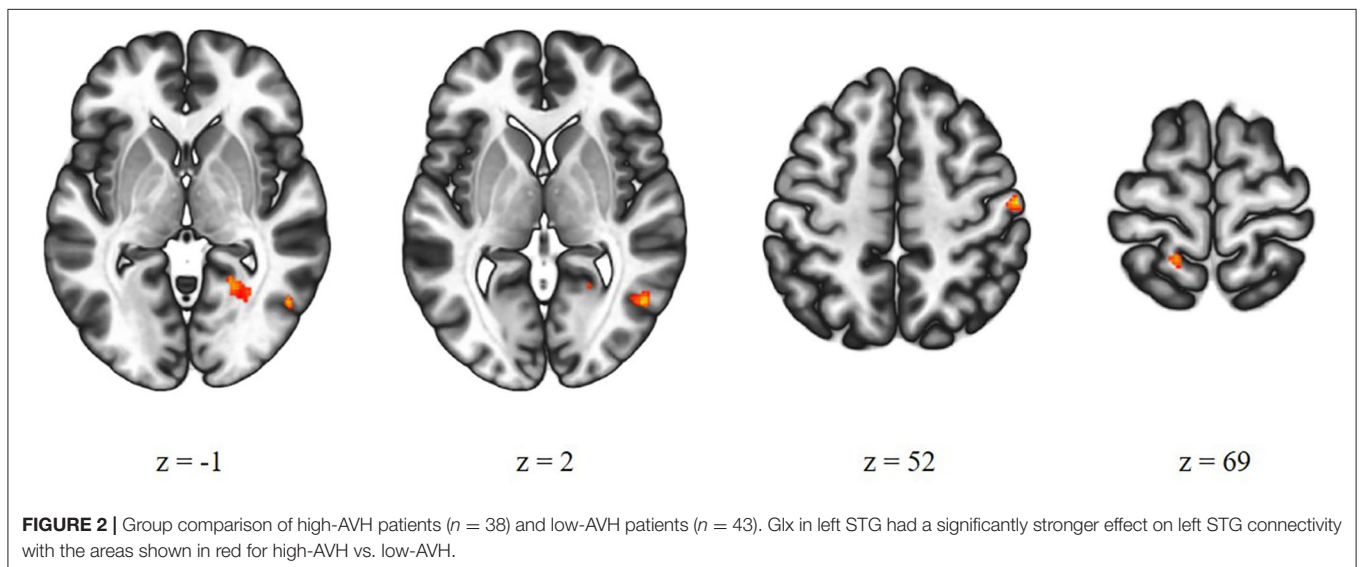 z = -1
z = 2
z = 52
z = 69
FIGURE 2 | Group comparison of high-AVH patients (n = 38) and low-AVH patients (n = 43). Glx in left STG had a significantly stronger effect on left STG connectivity
with the areas shown in red for high-AVH vs. low-AVH.